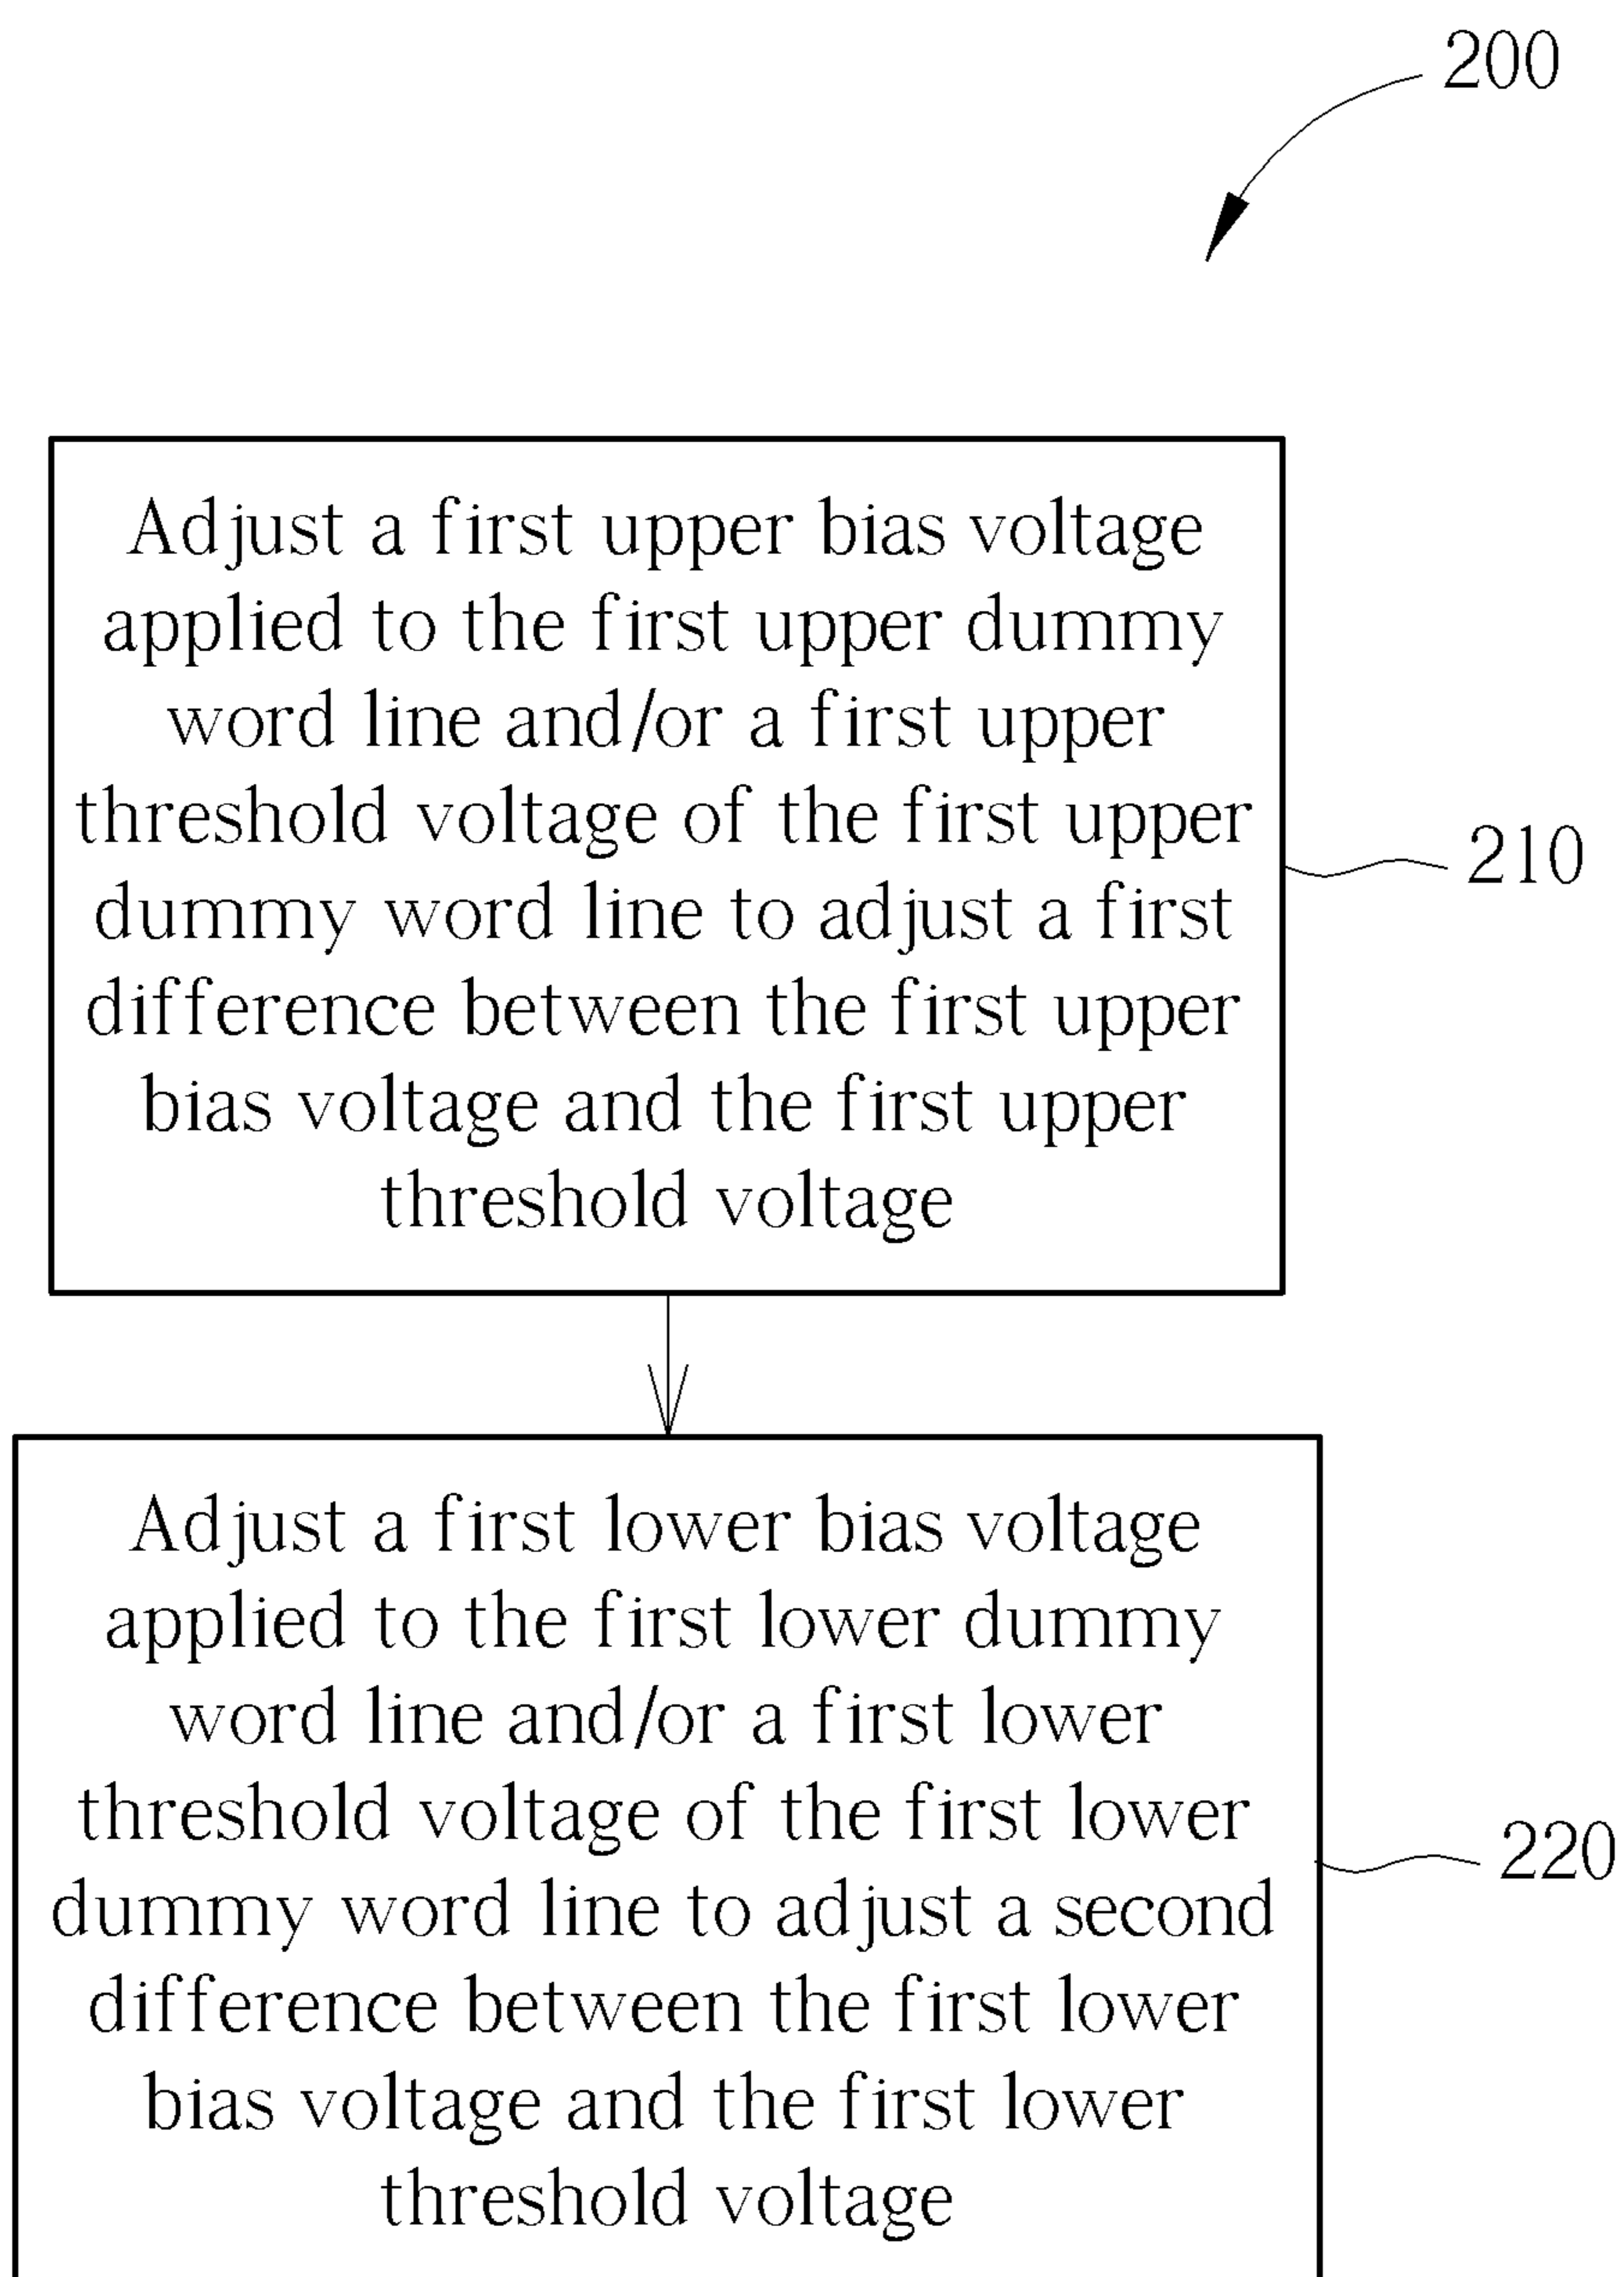 200
Adjust a first upper bias voltage
applied to the first upper dummy
word line and/or a first upper
threshold voltage of the first upper
dummy word line to adjust a first
difference between the first upper
bias voltage and the first upper
threshold voltage
210
Adjust a first lower bias voltage
applied to the first lower dummy
word line and/or a first lower
threshold voltage of the first lower
dummy word line to adjust a second
difference between the first lower
bias voltage and the first lower
threshold voltage
220